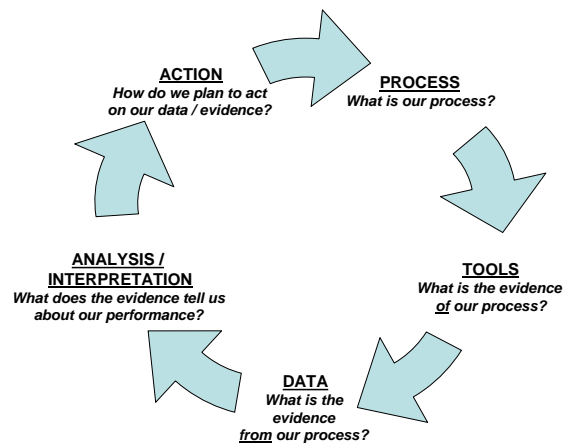 ACTION
How do we plan to act
on our data / evidence?
PROCESS
What is our process?
TOOLS
What is the evidence
of our process?
DATA
What is the
evidence
from our process?
ANALYSIS /
INTERPRETATION
What does the evidence tell us
about our performance?